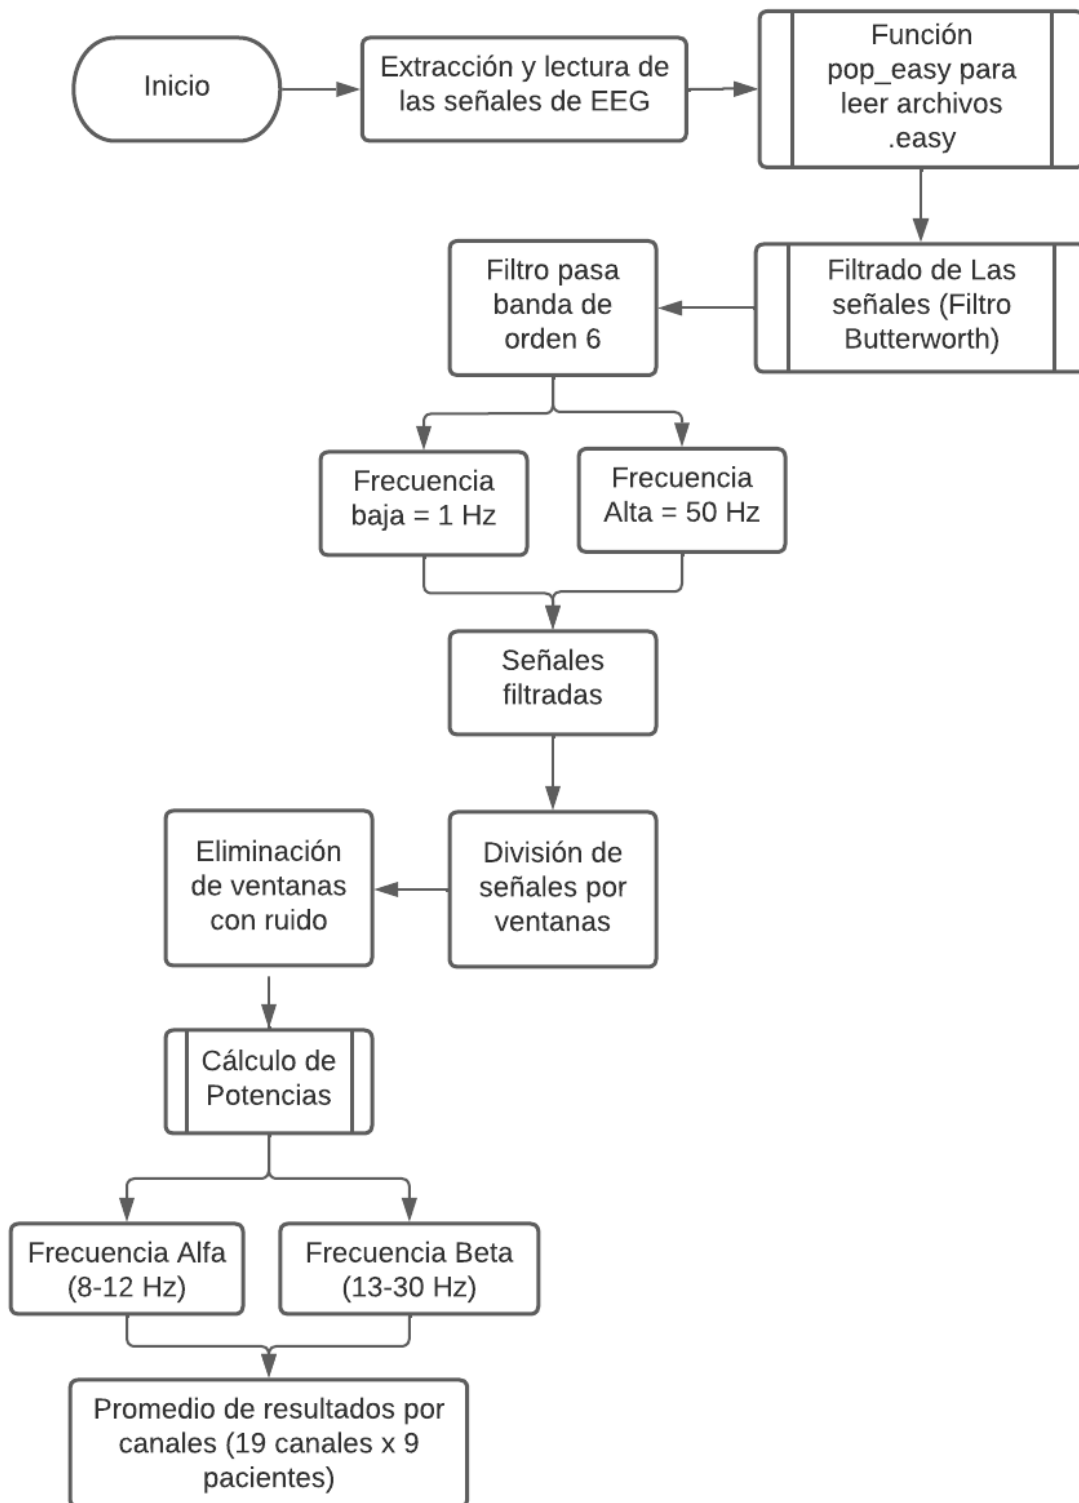 Inicio
Extracción y lectura de
las señales de EEG
Función
pop_easy para
leer archivos
.easy
Filtrado de Las
señales (Filtro
Butterworth)
Filtro pasa
banda de
orden 6
Frecuencia
baja = 1 Hz
Frecuencia
Alta = 50 Hz
Señales
filtradas
División de
señales por
ventanas
Eliminación
de ventanas
con ruido
Cálculo de
Potencias
Frecuencia Alfa
(8-12 Hz)
Frecuencia Beta
(13-30 Hz)
Promedio de resultados por
canales (19 canales x 9
pacientes)